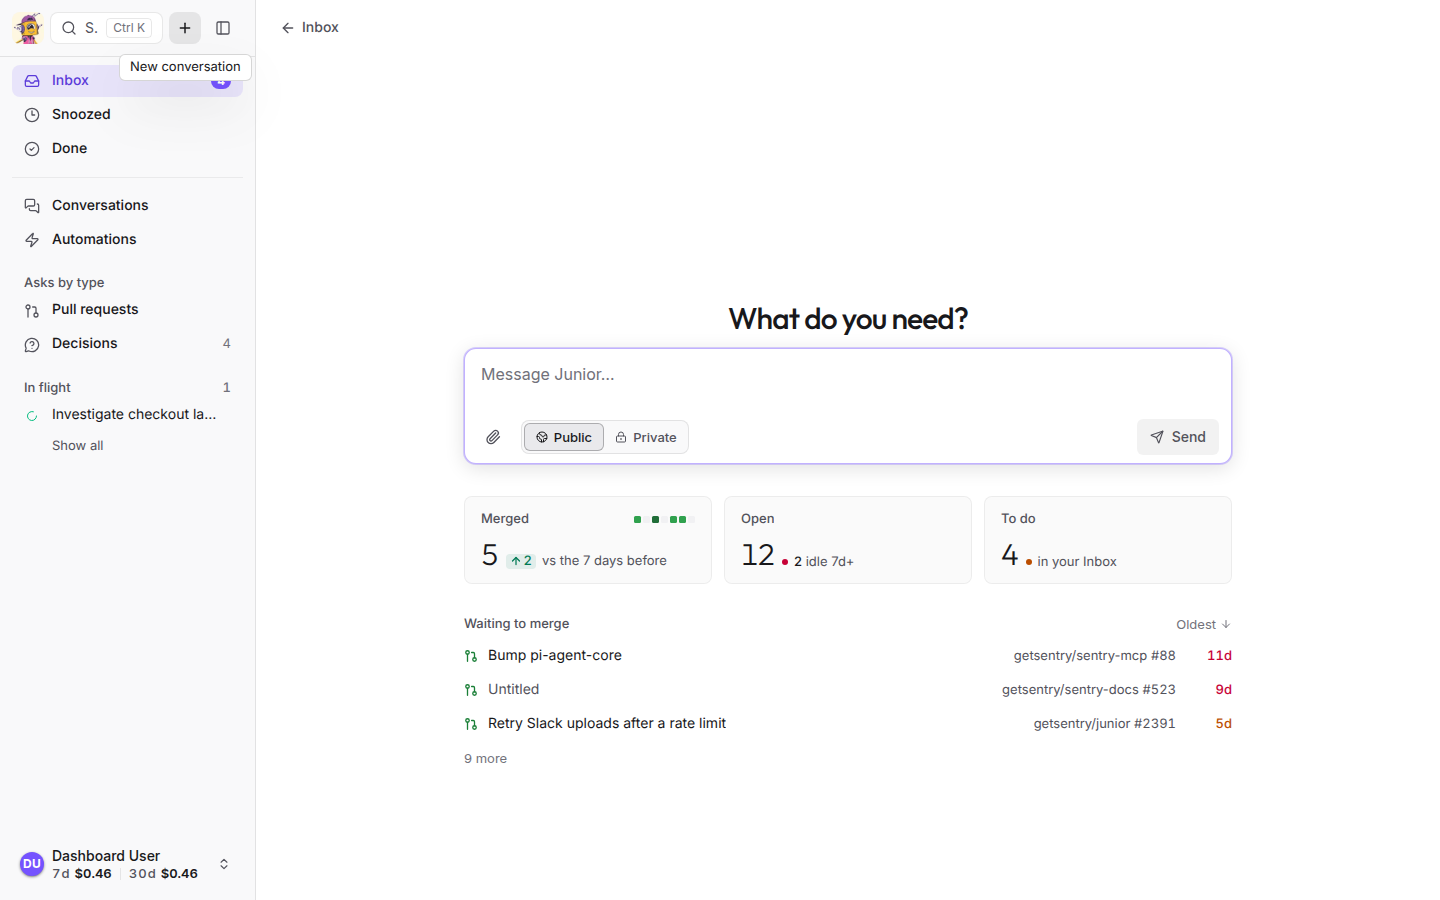 S. Ctrl K
New conversation
Inbox
Snoozed
Done
Conversations
Automations
Asks by type
Pull requests
Decisions 4
In flight 1
Investigate checkout la...
Show all
DU Dashboard User
7d $0.46 30d $0.46
Inbox
What do you need?
Message Junior...
Public Private Send
Merged
5 2 vs the 7 days before
Open
12 2 idle 7d+
To do
4 in your Inbox
Waiting to merge Oldest
Bump pi-agent-core getsentry/sentry-mcp #88 11d
Untitled getsentry/sentry-docs #523 9d
Retry Slack uploads after a rate limit getsentry/junior #2391 5d
9 more